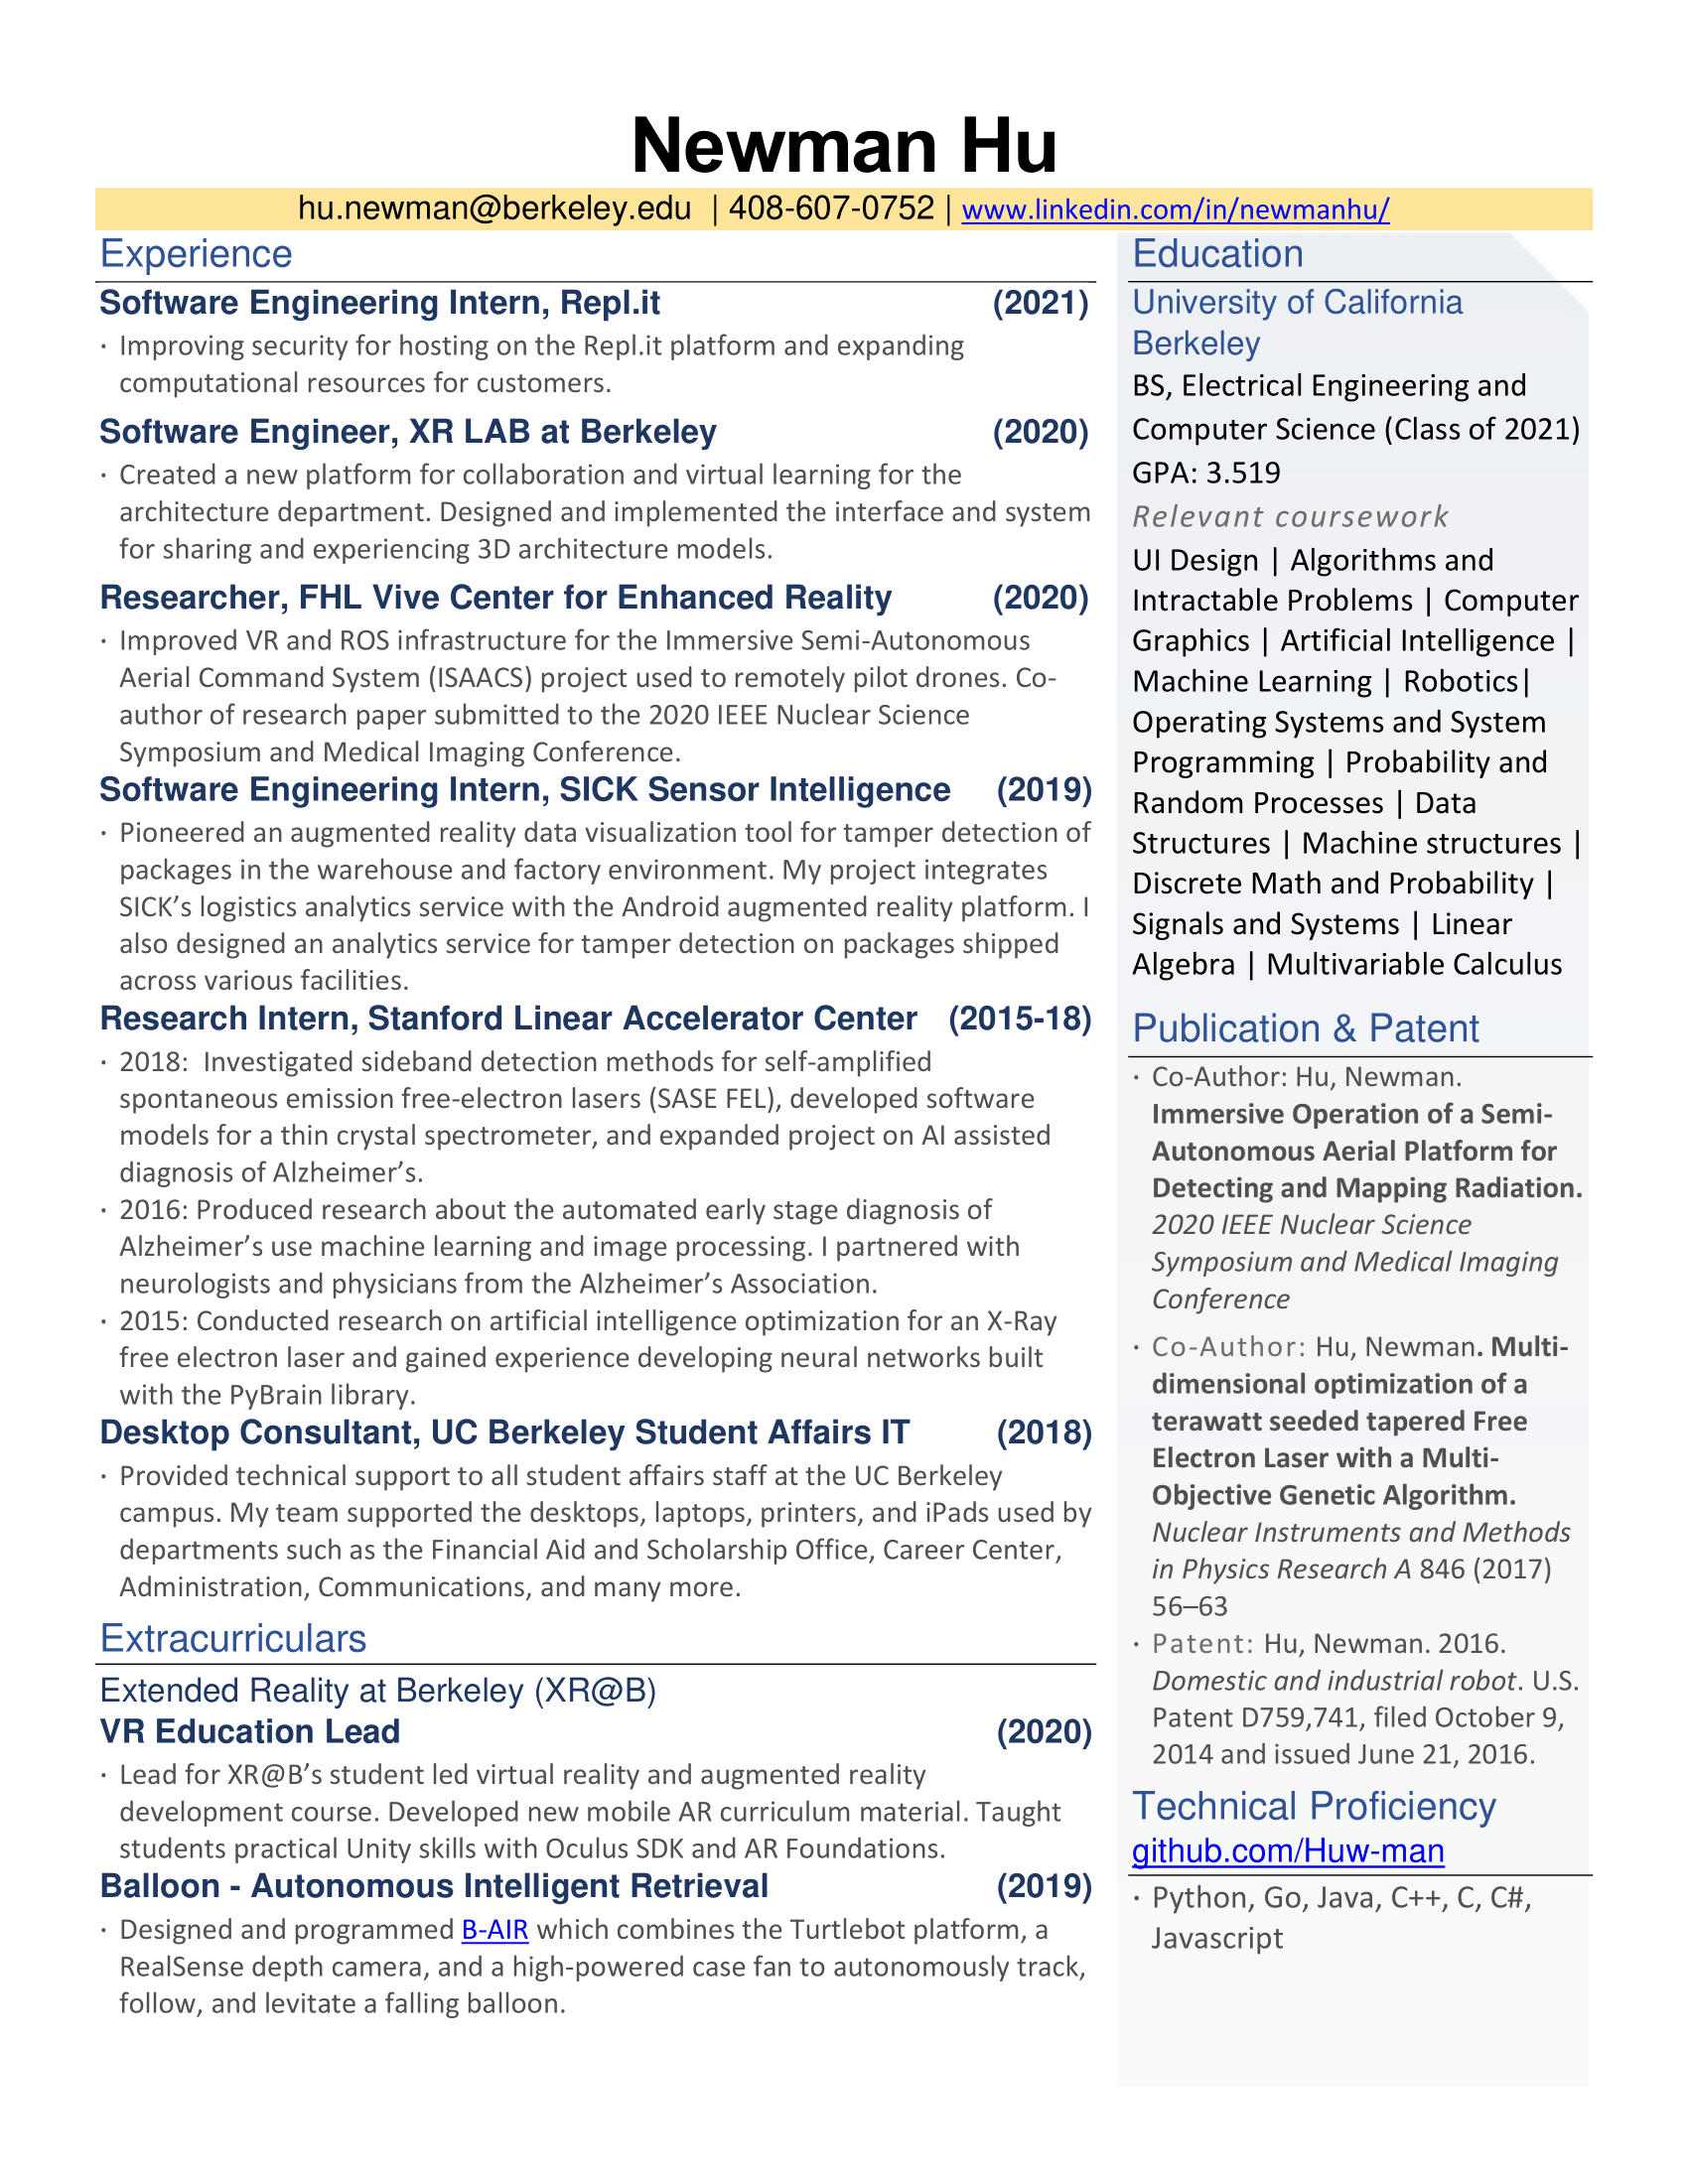 Newman Hu
hu.newman@berkeley.edu | 408-607-0752 | www.linkedin.com/in/newmanhu/
Experience
Software Engineering Intern, Repl.it (2021)
· Improving security for hosting on the Repl.it platform and expanding
computational resources for customers.
Software Engineer, XR LAB at Berkeley (2020)
· Created a new platform for collaboration and virtual learning for the
architecture department. Designed and implemented the interface and system
for sharing and experiencing 3D architecture models.
Researcher, FHL Vive Center for Enhanced Reality (2020)
· Improved VR and ROS infrastructure for the Immersive Semi-Autonomous
Aerial Command System (ISAACS) project used to remotely pilot drones. Co-
author of research paper submitted to the 2020 IEEE Nuclear Science
Symposium and Medical Imaging Conference.
Software Engineering Intern, SICK Sensor Intelligence (2019)
· Pioneered an augmented reality data visualization tool for tamper detection of
packages in the warehouse and factory environment. My project integrates
SICK’s logistics analytics service with the Android augmented reality platform. I
also designed an analytics service for tamper detection on packages shipped
across various facilities.
Research Intern, Stanford Linear Accelerator Center (2015-18)
· 2018:  Investigated sideband detection methods for self-amplified
spontaneous emission free-electron lasers (SASE FEL), developed software
models for a thin crystal spectrometer, and expanded project on AI assisted
diagnosis of Alzheimer’s.
· 2016: Produced research about the automated early stage diagnosis of
Alzheimer’s use machine learning and image processing. I partnered with
neurologists and physicians from the Alzheimer’s Association.
· 2015: Conducted research on artificial intelligence optimization for an X-Ray
free electron laser and gained experience developing neural networks built
with the PyBrain library.
Desktop Consultant, UC Berkeley Student Affairs IT (2018)
· Provided technical support to all student affairs staff at the UC Berkeley
campus. My team supported the desktops, laptops, printers, and iPads used by
departments such as the Financial Aid and Scholarship Office, Career Center,
Administration, Communications, and many more.
Extracurriculars
Extended Reality at Berkeley (XR@B)
VR Education Lead (2020)
· Lead for XR@B’s student led virtual reality and augmented reality
development course. Developed new mobile AR curriculum material. Taught
students practical Unity skills with Oculus SDK and AR Foundations.
Balloon - Autonomous Intelligent Retrieval (2019)
· Designed and programmed B-AIR which combines the Turtlebot platform, a
RealSense depth camera, and a high-powered case fan to autonomously track,
follow, and levitate a falling balloon.
Education
University of California
Berkeley
BS, Electrical Engineering and
Computer Science (Class of 2021)
GPA: 3.519
Relevant coursework
UI Design | Algorithms and
Intractable Problems | Computer
Graphics | Artificial Intelligence |
Machine Learning | Robotics|
Operating Systems and System
Programming | Probability and
Random Processes | Data
Structures | Machine structures |
Discrete Math and Probability |
Signals and Systems | Linear
Algebra | Multivariable Calculus
Publication & Patent
· Co-Author: Hu, Newman.
Immersive Operation of a Semi-
Autonomous Aerial Platform for
Detecting and Mapping Radiation.
2020 IEEE Nuclear Science
Symposium and Medical Imaging
Conference
· Co-Author: Hu, Newman. Multi-
dimensional optimization of a
terawatt seeded tapered Free
Electron Laser with a Multi-
Objective Genetic Algorithm.
Nuclear Instruments and Methods
in Physics Research A 846 (2017)
56–63
· Patent: Hu, Newman. 2016.
Domestic and industrial robot. U.S.
Patent D759,741, filed October 9,
2014 and issued June 21, 2016.
Technical Proficiency
github.com/Huw-man
· Python, Go, Java, C++, C, C#,
Javascript